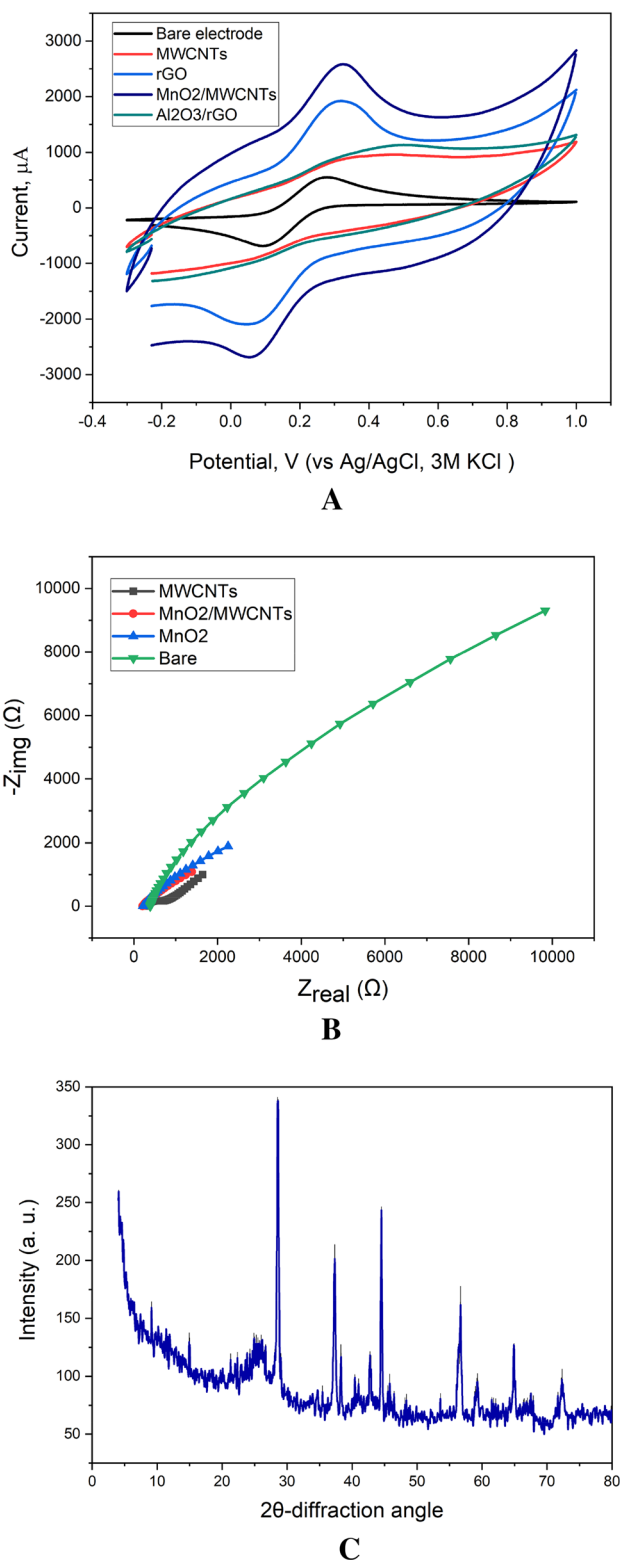 3000
2000
1000
0
-1000
-2000
-3000
Current, μA
Bare electrode
MWCNTs
rGO
MnO2/MWCNTs
Al2O3/rGO
-0.4 -0.2 0.0 0.2 0.4 0.6 0.8 1.0
Potential, V (vs Ag/AgCl, 3M KCl )
A
10000
8000
6000
4000
2000
0
-Zimg (Ω)
MWCNTs
MnO2/MWCNTs
MnO2
Bare
0 2000 4000 6000 8000 10000
Zreal (Ω)
B
350
300
250
200
150
100
50
Intensity (a. u.)
0 10 20 30 40 50 60 70 80
2θ-diffraction angle
C